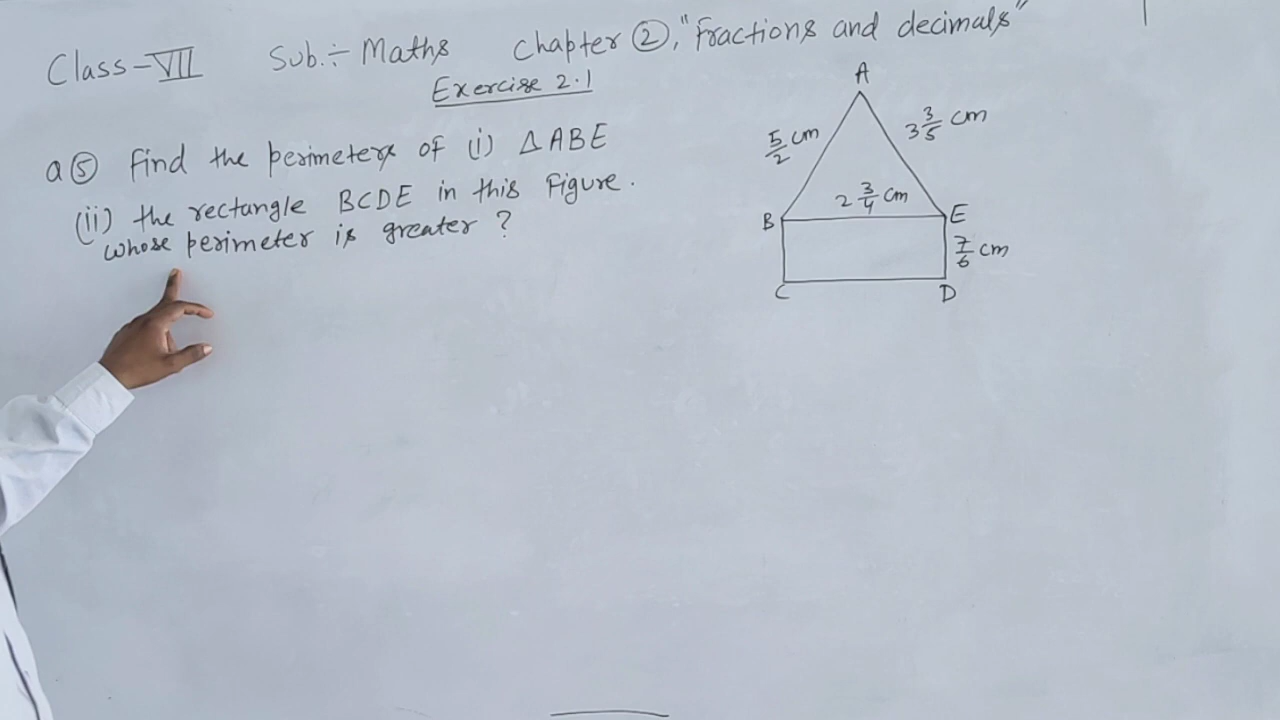 Class-VII Sub.÷ Maths Chapter ②, "Fractions and decimals"
Exercise 2.1
Q⑤ Find the perimeters of (i) △ABE
(ii) the rectangle BCDE in this Figure.
whose perimeter is greater ?
A
5/2 cm
3 3/5 cm
2 3/4 cm
B
E
7/6 cm
C
D